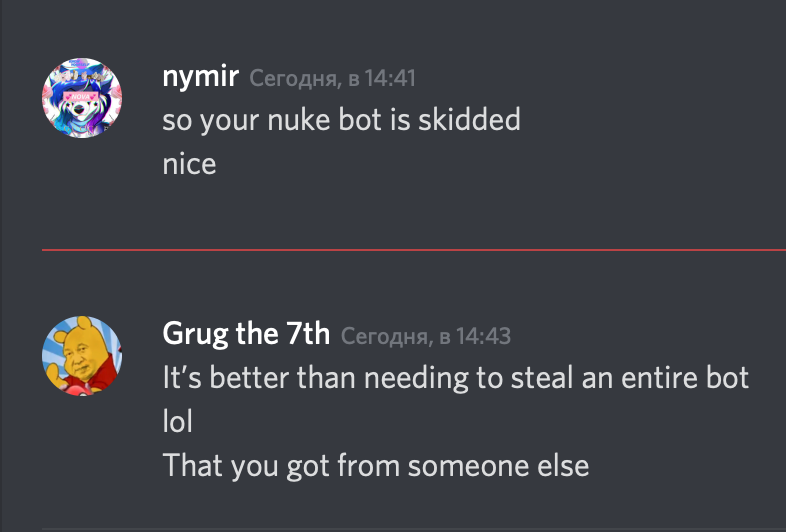 nymir Сегодня, в 14:41
so your nuke bot is skidded
nice
Grug the 7th Сегодня, в 14:43
It's better than needing to steal an entire bot
lol
That you got from someone else